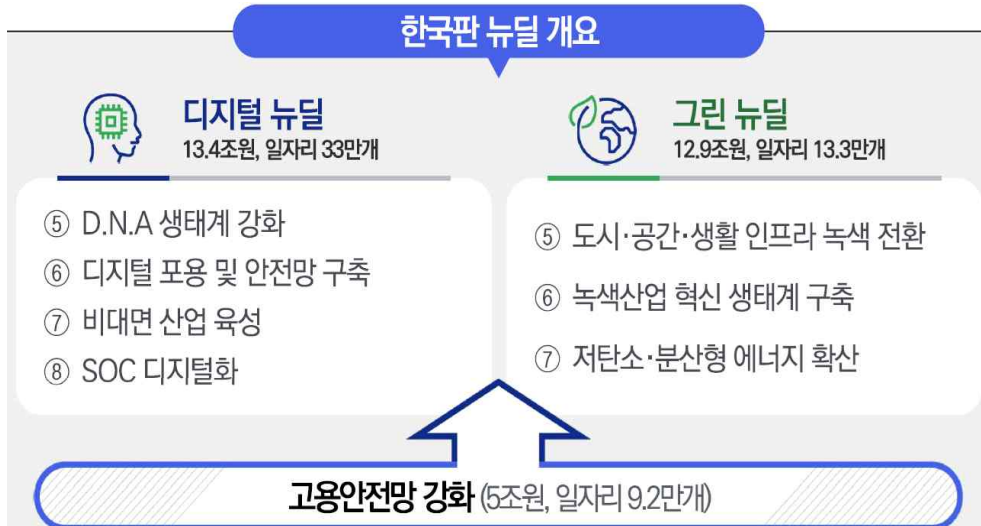 한국판 뉴딜 개요
디지털 뉴딜
13.4조원, 일자리 33만개
⑤ D.N.A 생태계 강화
⑥ 디지털 포용 및 안전망 구축
⑦ 비대면 산업 육성
⑧ SOC 디지털화
그린 뉴딜
12.9조원, 일자리 13.3만개
⑤ 도시·공간·생활 인프라 녹색 전환
⑥ 녹색산업 혁신 생태계 구축
⑦ 저탄소·분산형 에너지 확산
고용안전망 강화 (5조원, 일자리 9.2만개)